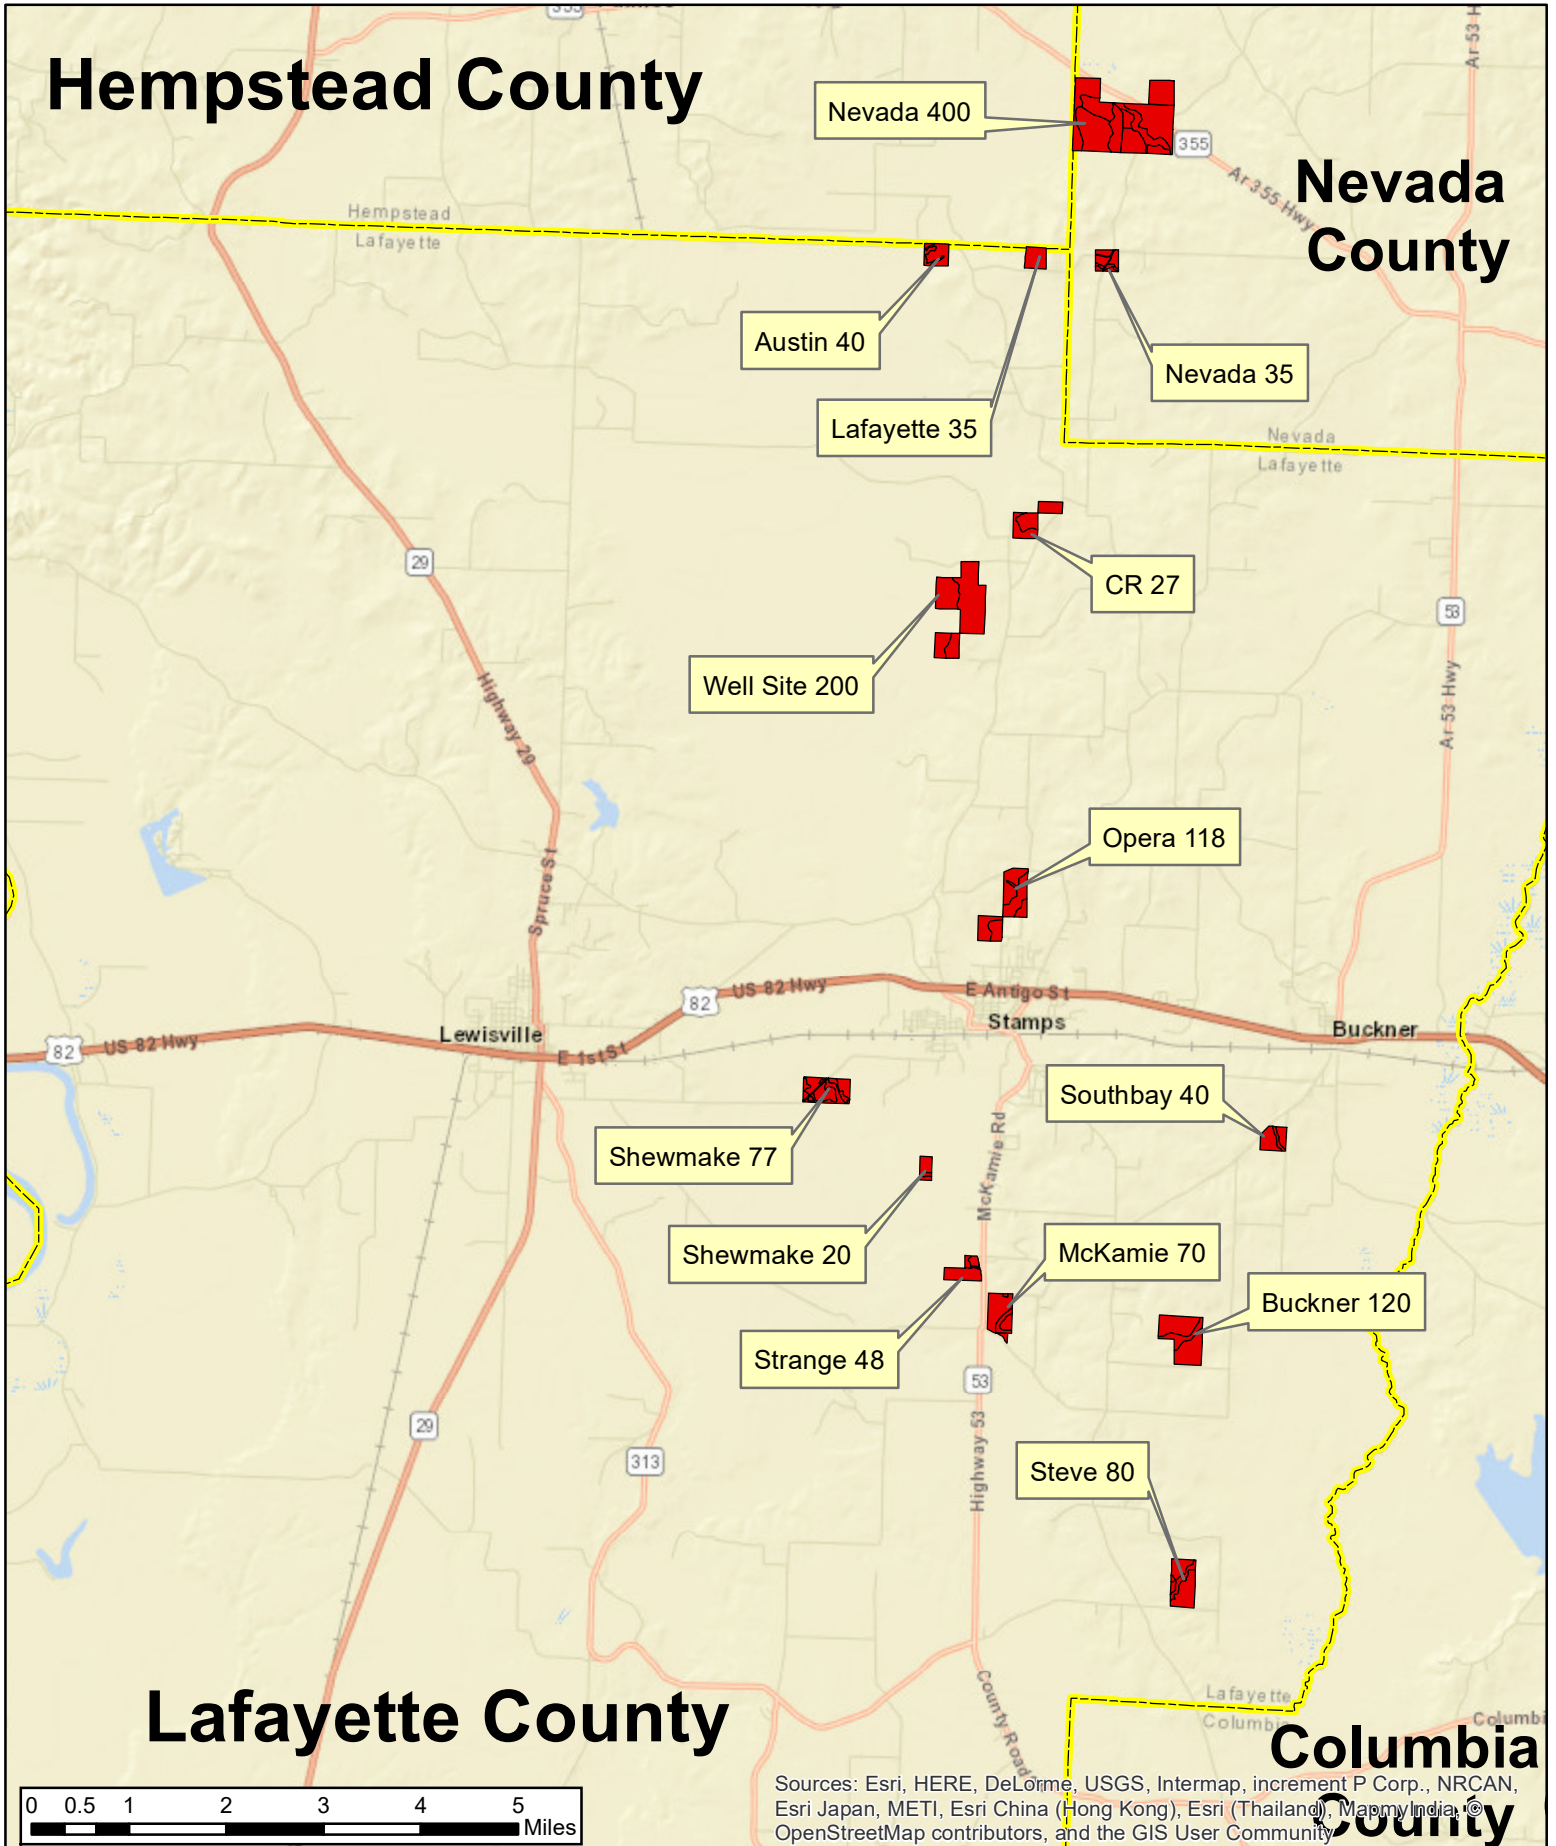 Hempstead County
Nevada 400
355
Ar 53 H
Ar 355 Hwy
Nevada
County
Hempstead
Lafayette
Austin 40
Nevada 35
Lafayette 35
Nevada
Lafayette
29
CR 27
53
Well Site 200
Highway 29
Ar 53 Hwy
Opera 118
Spruce St
82
US 82 Hwy
E Antigo St
Stamps
Lewisville
Buckner
82
US 82 Hwy
E 1st St
Southbay 40
Shewmake 77
McKamie Rd
Shewmake 20
McKamie 70
Buckner 120
Strange 48
53
29
313
Highway 53
Steve 80
Lafayette
Columbia
Lafayette County
County Road
Columbi
Columbia
County
Sources: Esri, HERE, DeLorme, USGS, Intermap, increment P Corp., NRCAN,
Esri Japan, METI, Esri China (Hong Kong), Esri (Thailand), MapmyIndia, ©
OpenStreetMap contributors, and the GIS User Community
0 0.5 1 2 3 4 5
Miles